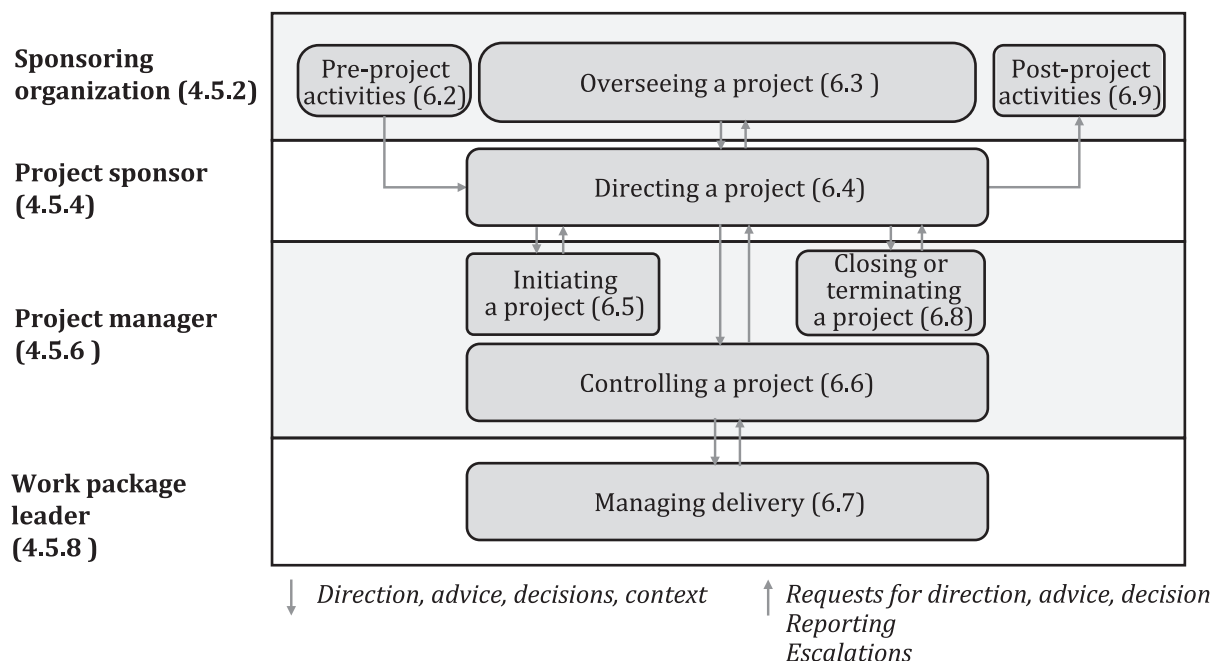 Sponsoring
organization (4.5.2)
Pre-project
activities (6.2)
Overseeing a project (6.3 )
Post-project
activities (6.9)
Project sponsor
(4.5.4)
Directing a project (6.4)
Project manager
(4.5.6 )
Initiating
a project (6.5)
Closing or
terminating
a project (6.8)
Controlling a project (6.6)
Work package
leader
(4.5.8 )
Managing delivery (6.7)
Direction, advice, decisions, context
Requests for direction, advice, decision
Reporting
Escalations